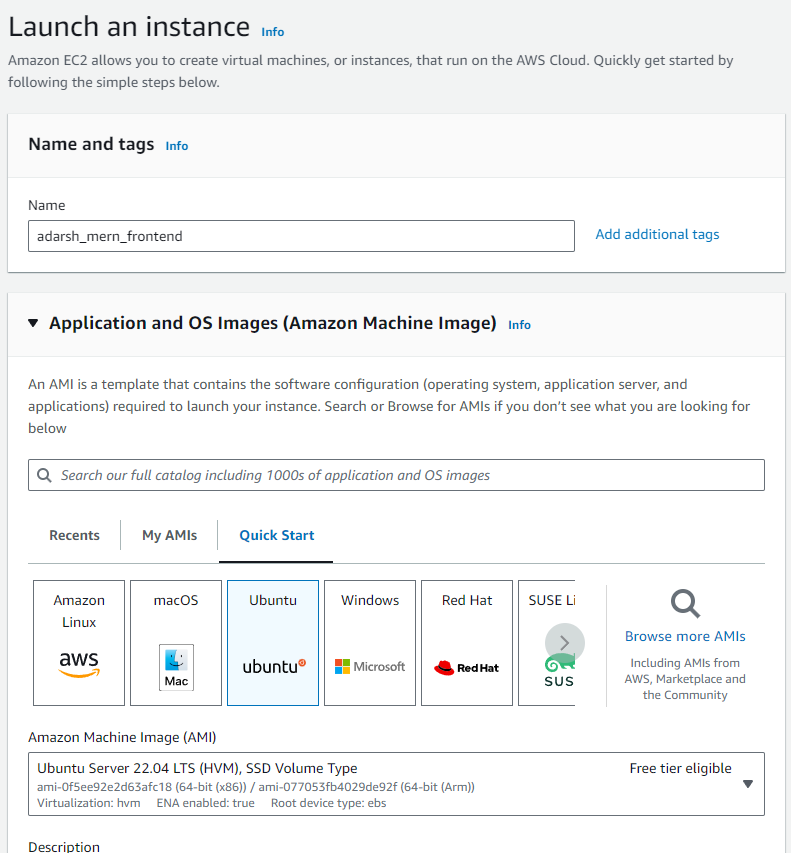 Launch an instance Info
Amazon EC2 allows you to create virtual machines, or instances, that run on the AWS Cloud. Quickly get started by
following the simple steps below.
Name and tags Info
Name
adarsh_mern_frontend
Add additional tags
Application and OS Images (Amazon Machine Image) Info
An AMI is a template that contains the software configuration (operating system, application server, and
applications) required to launch your instance. Search or Browse for AMIs if you don't see what you are looking for
below
Search our full catalog including 1000s of application and OS images
Recents
My AMIs
Quick Start
Amazon
Linux
aws
macOS
Mac
Ubuntu
ubuntu
Windows
Microsoft
Red Hat
Red Hat
SUSE Li
SUS
Browse more AMIs
Including AMIs from
AWS, Marketplace and
the Community
Amazon Machine Image (AMI)
Ubuntu Server 22.04 LTS (HVM), SSD Volume Type
Free tier eligible
ami-0f5ee92e2d63afc18 (64-bit (x86)) / ami-077053fb4029de92f (64-bit (Arm))
Virtualization: hvm ENA enabled: true Root device type: ebs
Description